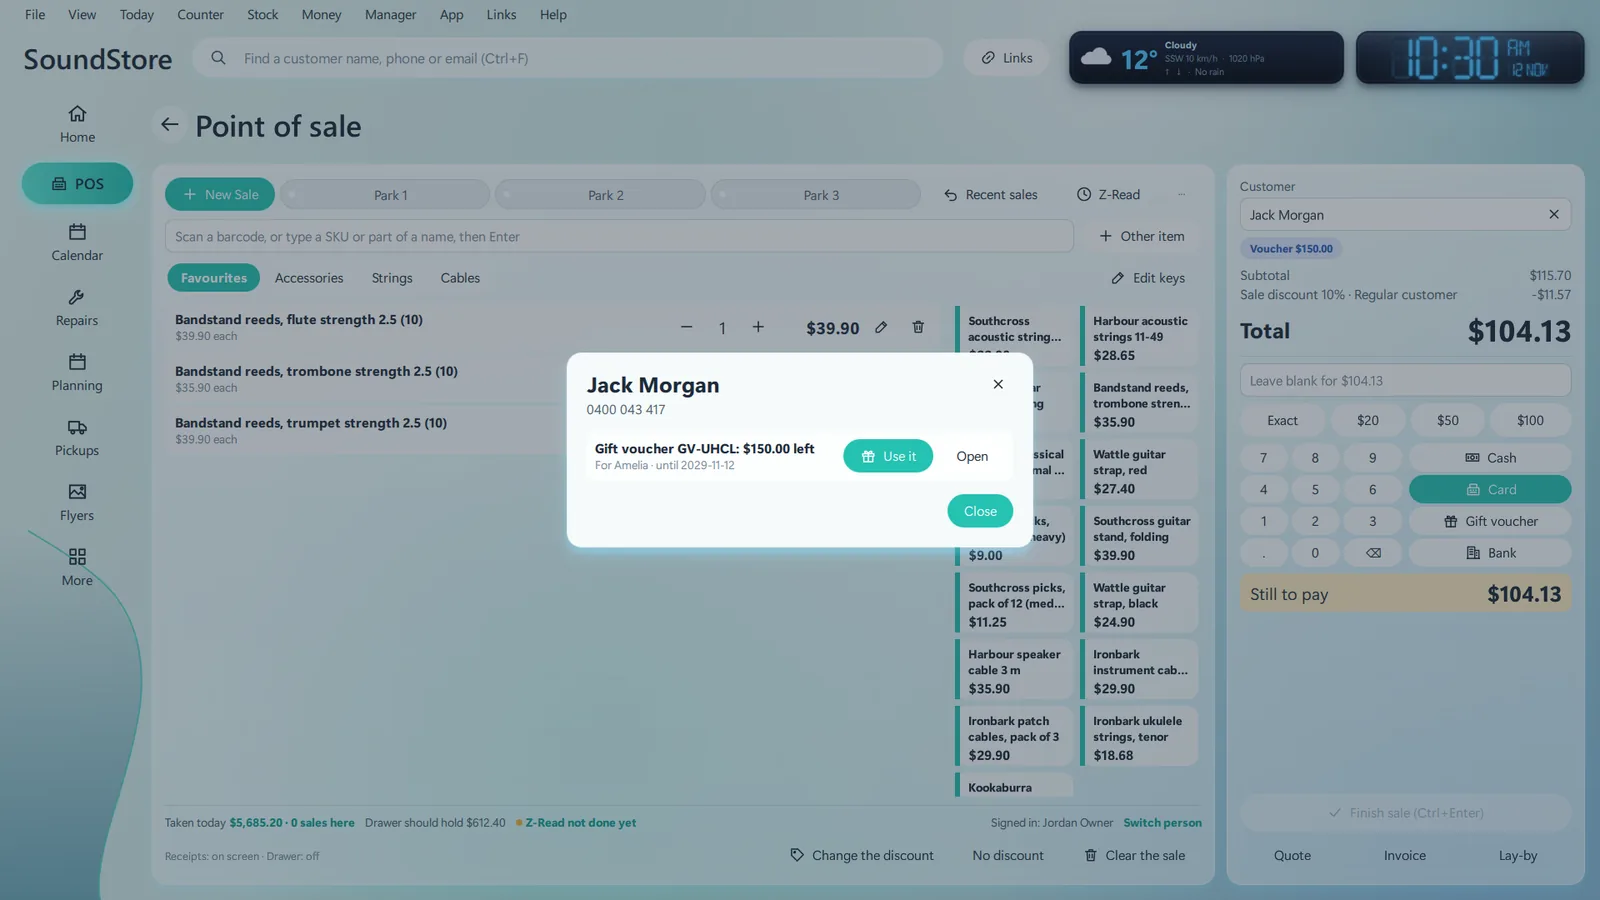 File View Today Counter Stock Money Manager App Links Help
SoundStore
Find a customer name, phone or email (Ctrl+F)
Links
12°
Cloudy
SSW 10 km/h · 1020 hPa
↑ ↓ · No rain
10:30 AM
12 NOV
Home
POS
Calendar
Repairs
Planning
Pickups
Flyers
More
← Point of sale
+ New Sale
Park 1
Park 2
Park 3
Recent sales
Z-Read
...
Scan a barcode, or type a SKU or part of a name, then Enter
+ Other item
Favourites Accessories Strings Cables
Edit keys
Bandstand reeds, flute strength 2.5 (10)
$39.90 each
− 1 + $39.90
Bandstand reeds, trombone strength 2.5 (10)
$35.90 each
Bandstand reeds, trumpet strength 2.5 (10)
$39.90 each
Southcross
acoustic string...
Harbour acoustic
strings 11-49
$28.65
Bandstand reeds,
trombone stren...
$35.90
Wattle guitar
strap, red
$27.40
heavy)
$9.00
Southcross guitar
stand, folding
$39.90
Southcross picks,
pack of 12 (med...
$11.25
Wattle guitar
strap, black
$24.90
Harbour speaker
cable 3 m
$35.90
Ironbark
instrument cab...
$29.90
Ironbark patch
cables, pack of 3
$29.90
Ironbark ukulele
strings, tenor
$18.68
Kookaburra
Jack Morgan
0400 043 417
Gift voucher GV-UHCL: $150.00 left
For Amelia · until 2029-11-12
Use it
Open
Close
Taken today $5,685.20 · 0 sales here Drawer should hold $612.40 Z-Read not done yet
Signed in: Jordan Owner Switch person
Receipts: on screen · Drawer: off
Change the discount
No discount
Clear the sale
Customer
Jack Morgan
Voucher $150.00
Subtotal $115.70
Sale discount 10% · Regular customer -$11.57
Total $104.13
Leave blank for $104.13
Exact $20 $50 $100
7 8 9 Cash
4 5 6 Card
1 2 3 Gift voucher
. 0 ⌫ Bank
Still to pay $104.13
Finish sale (Ctrl+Enter)
Quote Invoice Lay-by